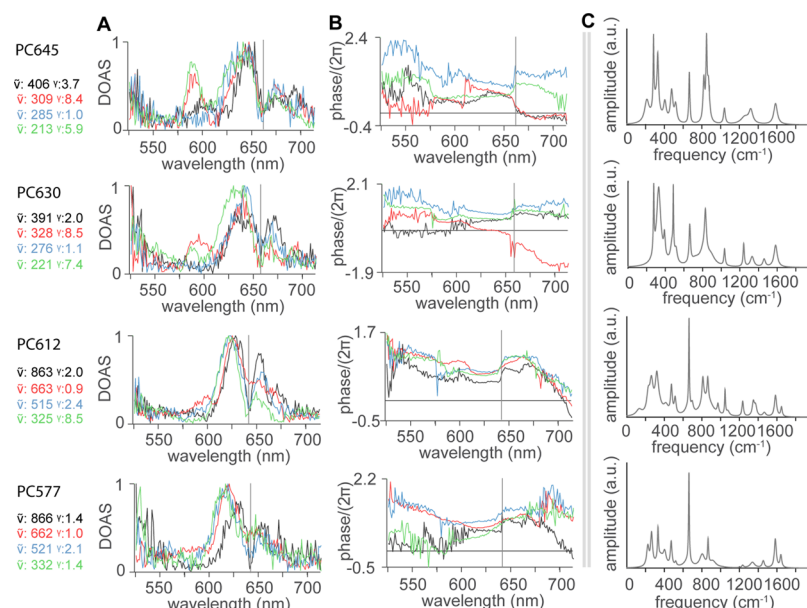 A
B
C
PC645
ṽ: 406 γ:3.7
ṽ: 309 γ:8.4
ṽ: 285 γ:1.0
ṽ: 213 γ:5.9
DOAS
1
0
550 600 650 700
wavelength (nm)
phase/(2π)
2.4
-0.4
550 600 650 700
wavelength (nm)
amplitude (a.u.)
0 400 800 1200 1600
frequency (cm-1)
PC630
ṽ: 391 γ:2.0
ṽ: 328 γ:8.5
ṽ: 276 γ:1.1
ṽ: 221 γ:7.4
DOAS
1
0
550 600 650 700
wavelength (nm)
phase/(2π)
2.1
-1.9
550 600 650 700
wavelength (nm)
amplitude (a.u.)
0 400 800 1200 1600
frequency (cm-1)
PC612
ṽ: 863 γ:2.0
ṽ: 663 γ:0.9
ṽ: 515 γ:2.4
ṽ: 325 γ:8.5
DOAS
1
0
550 600 650 700
wavelength (nm)
phase/(2π)
1.7
-0.5
550 600 650 700
wavelength (nm)
amplitude (a.u.)
0 400 800 1200 1600
frequency (cm-1)
PC577
ṽ: 866 γ:1.4
ṽ: 662 γ:1.0
ṽ: 521 γ:2.1
ṽ: 332 γ:1.4
DOAS
1
0
550 600 650 700
wavelength (nm)
phase/(2π)
2.2
-0.5
550 600 650 700
wavelength (nm)
amplitude (a.u.)
0 400 800 1200 1600
frequency (cm-1)